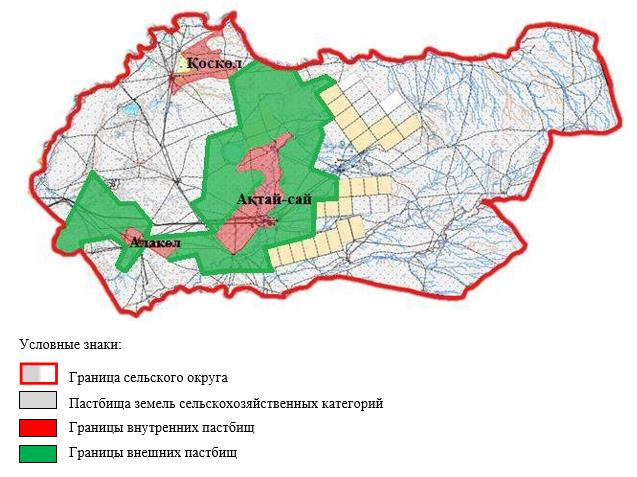 Қоскөл
Ақтай-сай
Алакөл
Условные знаки:
Граница сельского округа
Пастбища земель сельскохозяйственных категорий
Границы внутренних пастбищ
Границы внешних пастбищ